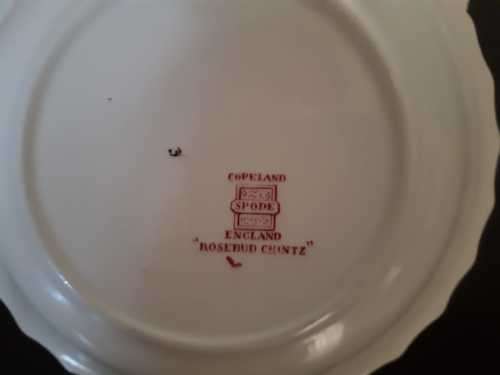 COPELAND
SPODE
ENGLAND
"ROSEBUD CHINTZ"